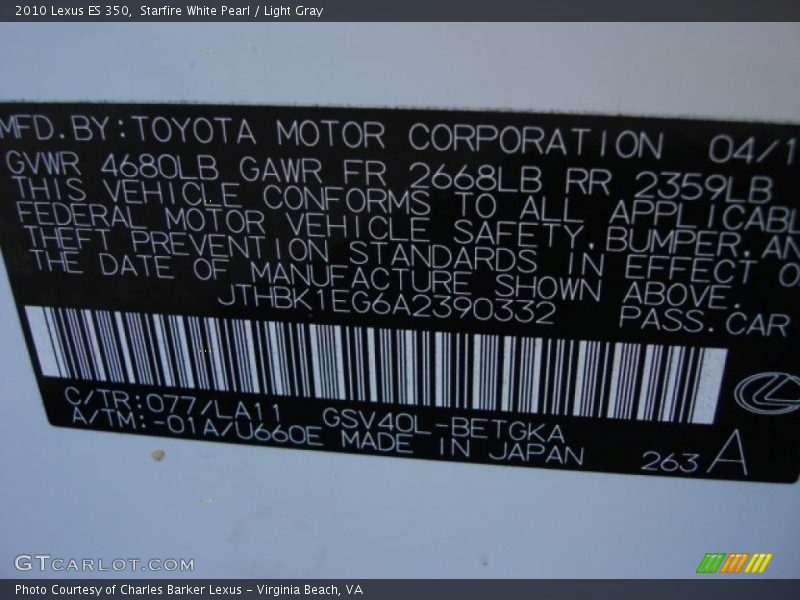 2010 Lexus ES 350, Starfire White Pearl / Light Gray
MFD.BY:TOYOTA MOTOR CORPORATION 04/1
GVWR 4680LB GAWR FR 2668LB RR 2359LB
THIS VEHICLE CONFORMS TO ALL APPLICABL
FEDERAL MOTOR VEHICLE SAFETY, BUMPER, AN
THEFT PREVENTION STANDARDS IN EFFECT O
THE DATE OF MANUFACTURE SHOWN ABOVE.
JTHBK1EG6A2390332 PASS.CAR
C/TR:077/LA11 GSV40L-BETGKA
A/TM:-01A/U660E MADE IN JAPAN 263 A
GTCARLOT.COM
Photo Courtesy of Charles Barker Lexus - Virginia Beach, VA